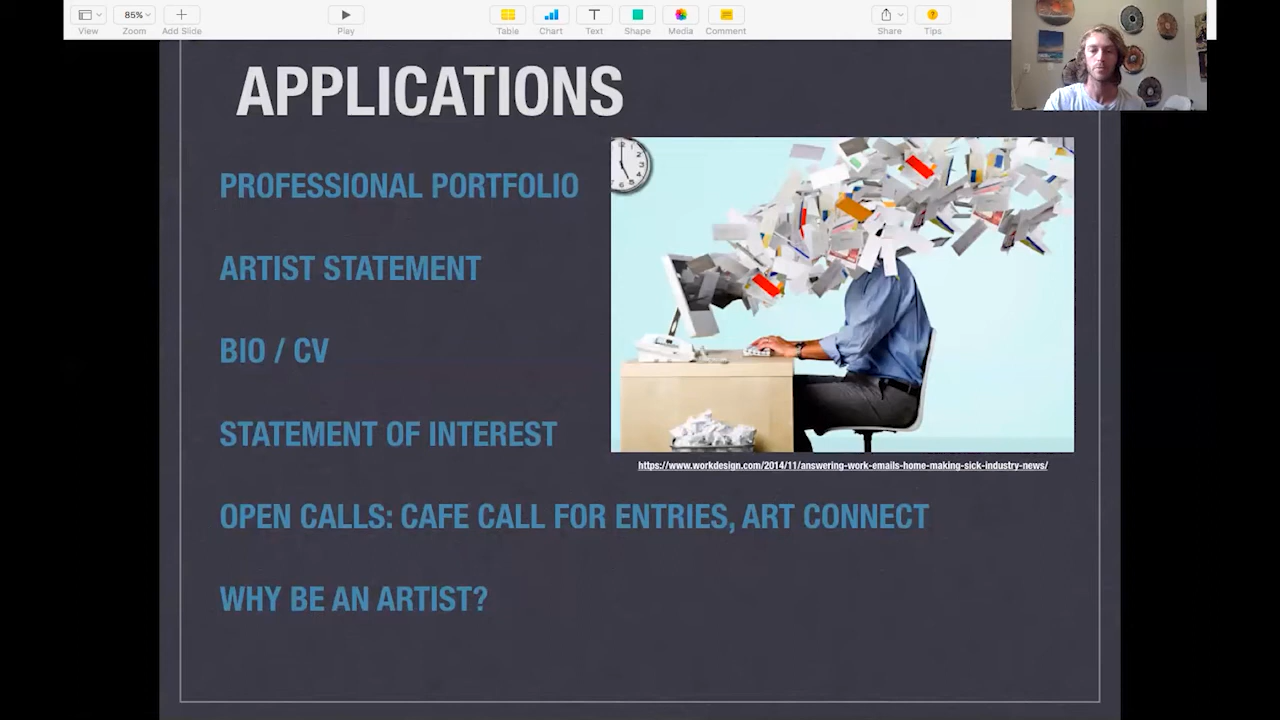 View
85%
Zoom
Add Slide
Play
Table
Chart
Text
Shape
Media
Comment
Share
Tips
APPLICATIONS
PROFESSIONAL PORTFOLIO
ARTIST STATEMENT
BIO / CV
STATEMENT OF INTEREST
https://www.workdesign.com/2014/11/answering-work-emails-home-making-sick-industry-news/
OPEN CALLS: CAFE CALL FOR ENTRIES, ART CONNECT
WHY BE AN ARTIST?